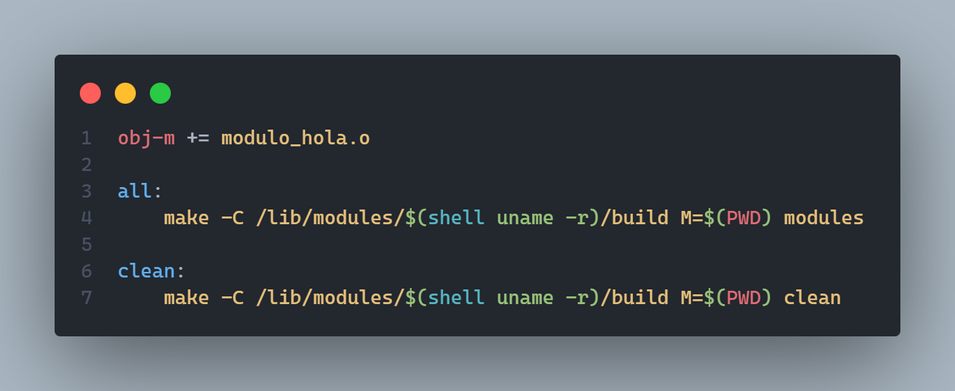 1 obj-m += modulo_hola.o
2
3 all:
4     make -C /lib/modules/$(shell uname -r)/build M=$(PWD) modules
5
6 clean:
7     make -C /lib/modules/$(shell uname -r)/build M=$(PWD) clean